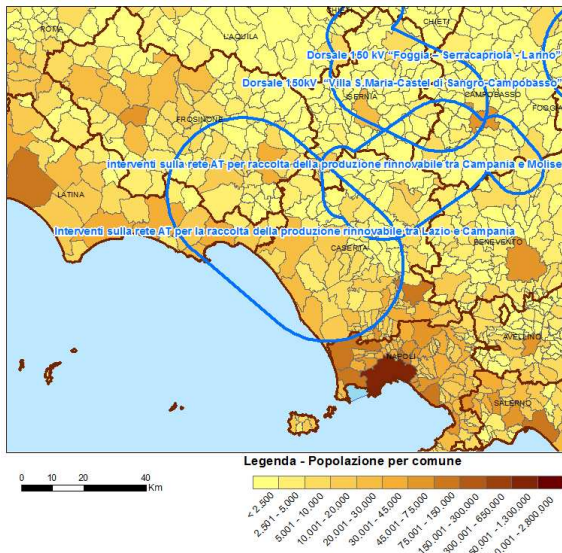 CHIETI
CHIETI
ROMA
L'AQUILA
Dorsale 150 kV "Foggia – Serracapriola -Larino"
Dorsale 150kV "Villa S.Maria-Castel di Sangro-Campobasso"
ISERNIA
CAMPOBASSO
FOGGIA
FROSINONE
Interventi sulla rete AT per raccolta della produzione rinnovabile tra Campania e Molise
LATINA
Interventi sulla rete AT per la raccolta della produzione rinnovabile tra Lazio e Campania
CASERTA
BENEVENTO
AVELLINO
NAPOLI
SALERNO
Legenda - Popolazione per comune
0 10 20 40
Km
< 2.500
2.501 - 5.000
5.001 - 10.000
10.001 - 20.000
20.001 - 30.000
30.001 - 45.000
45.001 - 75.000
75.001 - 150.000
150.001 - 300.000
300.001 - 650.000